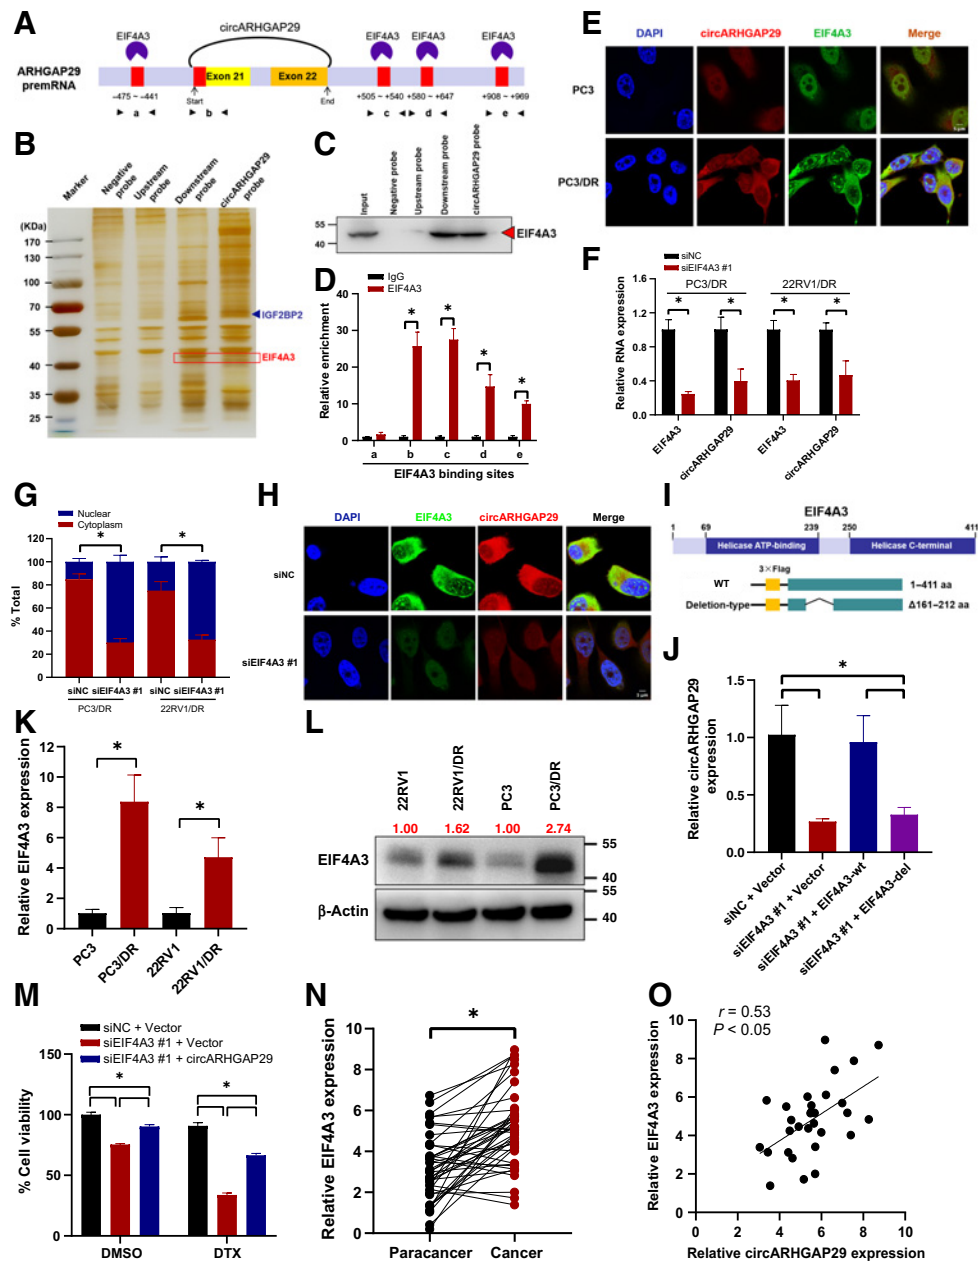 A
circARHGAP29
EIF4A3
EIF4A3
EIF4A3
EIF4A3
ARHGAP29
premRNA
Exon 21
Exon 22
−475 ~ −441
Start
End
+505 ~ +540
+580 ~ +647
+908 ~ +969
a
b
c
d
e
B
Marker
Negative probe
Upstream probe
Downstream probe
circARHGAP29 probe
(KDa)
170
130
100
70
55
40
35
25
IGF2BP2
EIF4A3
C
Input
Negative probe
Upstream probe
Downstream probe
circARHGAP29 probe
55
40
EIF4A3
D
IgG
EIF4A3
Relative enrichment
40
30
20
10
0
* * * *
a b c d e
EIF4A3 binding sites
E
DAPI circARHGAP29 EIF4A3 Merge
PC3
PC3/DR
5 μm
F
siNC
siEIF4A3 #1
PC3/DR 22RV1/DR
Relative RNA expression
1.6
1.2
0.8
0.4
0.0
* * * *
EIF4A3
circARHGAP29
EIF4A3
circARHGAP29
G
Nuclear
Cytoplasm
% Total
120
100
80
60
40
20
0
* *
siNC siEIF4A3 #1 siNC siEIF4A3 #1
PC3/DR 22RV1/DR
H
DAPI EIF4A3 circARHGAP29 Merge
siNC
siEIF4A3 #1
5 μm
I
EIF4A3
1 69 239 250 411
Helicase ATP-binding Helicase C-terminal
3×Flag
WT 1–411 aa
Deletion-type Δ161–212 aa
J
Relative circARHGAP29
expression
1.5
1.0
0.5
0.0
*
siNC + Vector
siEIF4A3 #1 + Vector
siEIF4A3 #1 + EIF4A3-wt
siEIF4A3 #1 + EIF4A3-del
K
Relative EIF4A3 expression
12
10
8
6
4
2
0
* *
PC3
PC3/DR
22RV1
22RV1/DR
L
22RV1
22RV1/DR
PC3
PC3/DR
1.00 1.62 1.00 2.74
EIF4A3
55
40
β-Actin
55
40
M
siNC + Vector
siEIF4A3 #1 + Vector
siEIF4A3 #1 + circARHGAP29
% Cell viability
150
100
50
0
* *
DMSO DTX
N
Relative EIF4A3 expression
10
8
6
4
2
0
*
Paracancer Cancer
O
r = 0.53
P < 0.05
Relative EIF4A3 expression
10
8
6
4
2
0
0 2 4 6 8 10
Relative circARHGAP29 expression